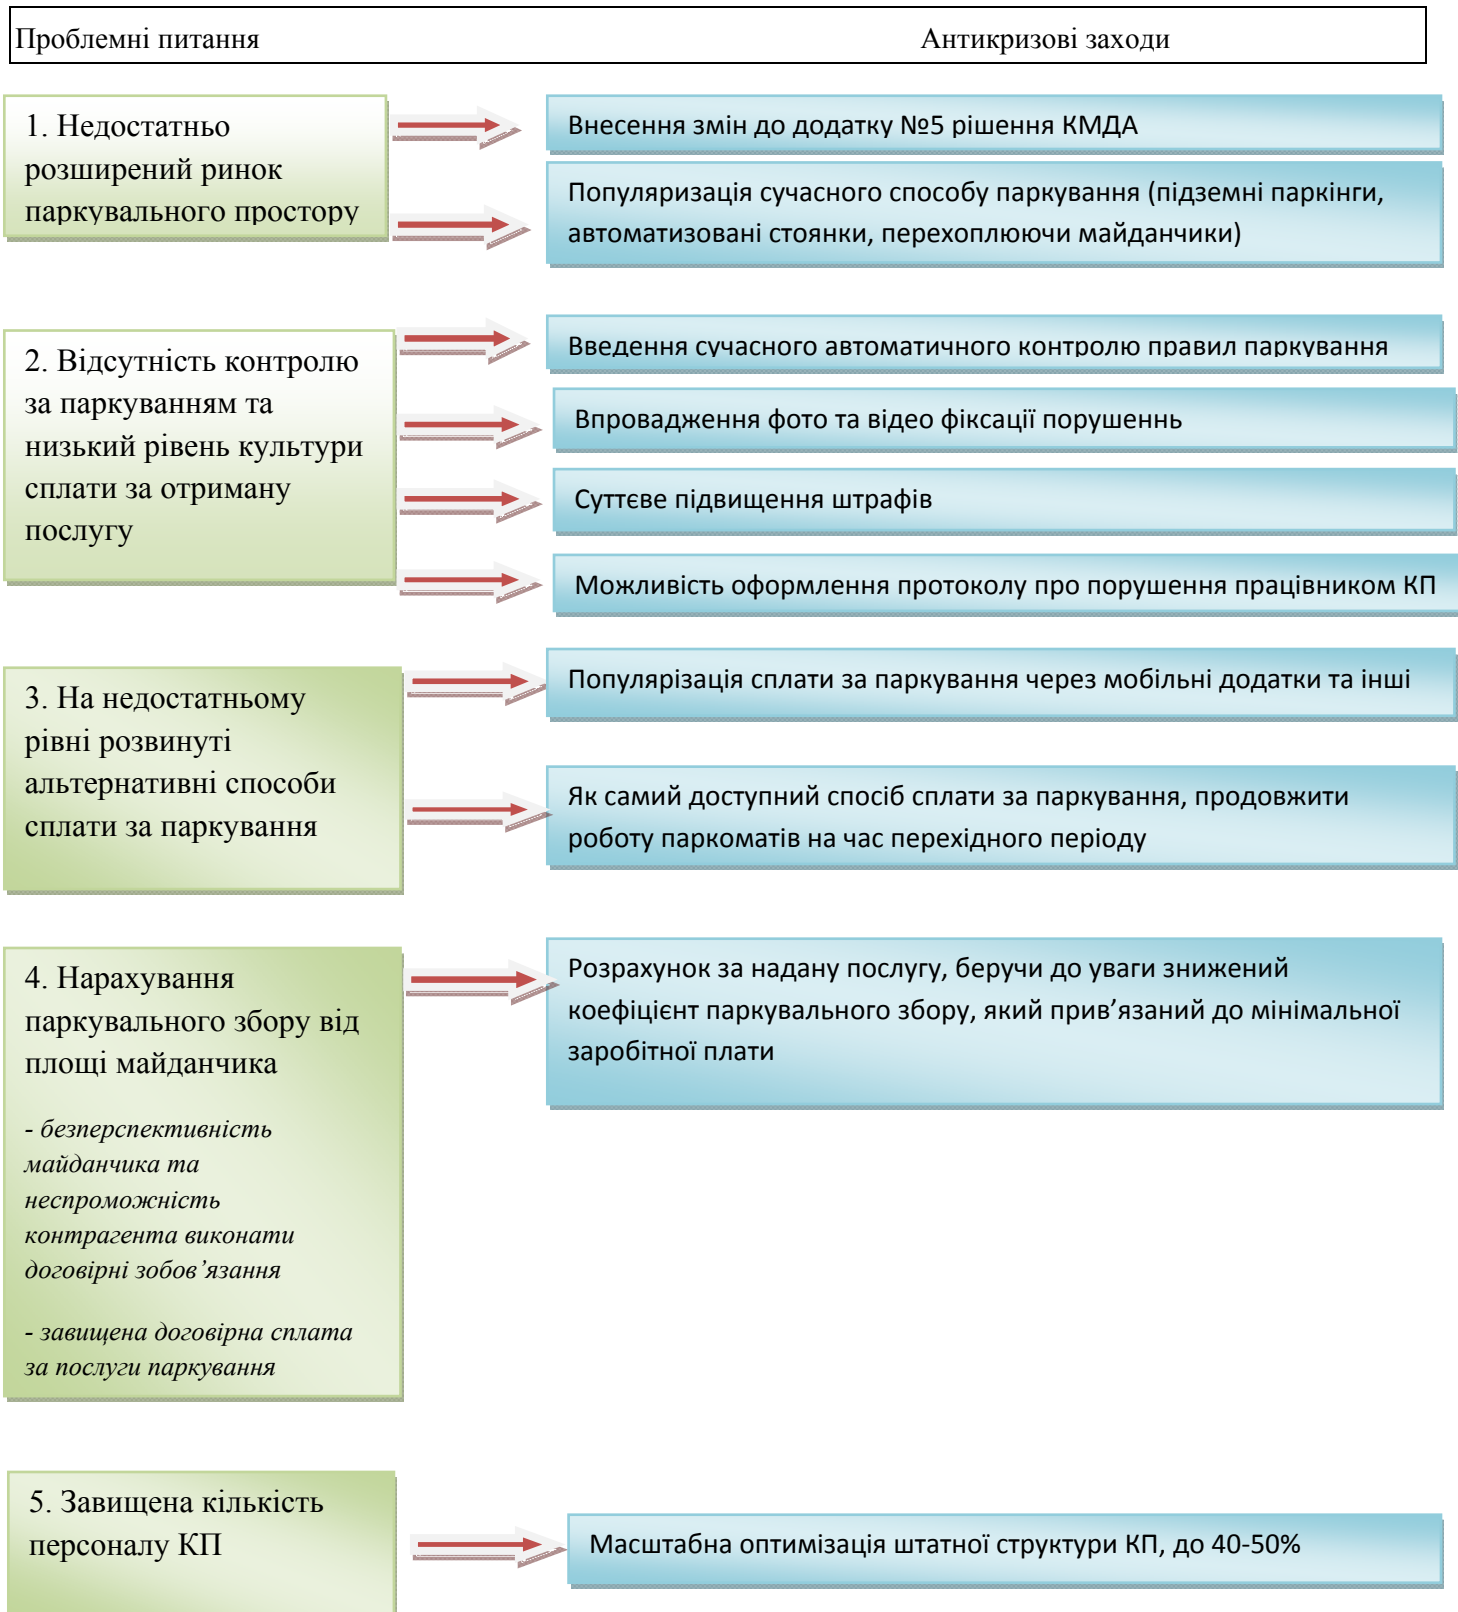 Проблемні питання Антикризові заходи
1. Недостатньо
розширений ринок
паркувального простору
Внесення змін до додатку №5 рішення КМДА
Популяризація сучасного способу паркування (підземні паркінги,
автоматизовані стоянки, перехоплюючи майданчики)
2. Відсутність контролю
за паркуванням та
низький рівень культури
сплати за отриману
послугу
Введення сучасного автоматичного контролю правил паркування
Впровадження фото та відео фіксації порушеннь
Суттєве підвищення штрафів
Можливість оформлення протоколу про порушення працівником КП
3. На недостатньому
рівні розвинуті
альтернативні способи
сплати за паркування
Популярізація сплати за паркування через мобільні додатки та інші
Як самий доступний спосіб сплати за паркування, продовжити
роботу паркоматів на час перехідного періоду
4. Нарахування
паркувального збору від
площі майданчика
- безперспективність
майданчика та
неспроможність
контрагента виконати
договірні зобов’язання
- завищена договірна сплата
за послуги паркування
Розрахунок за надану послугу, беручи до уваги знижений
коефіцієнт паркувального збору, який прив’язаний до мінімальної
заробітної плати
5. Завищена кількість
персоналу КП
Масштабна оптимізація штатної структури КП, до 40-50%